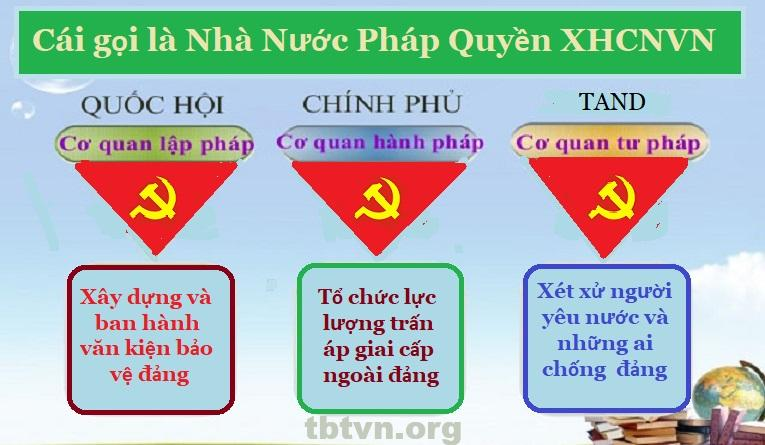 Cái gọi là Nhà Nước Pháp Quyền XHCNVN
QUỐC HỘI
CHÍNH PHỦ
TAND
Cơ quan lập pháp
Cơ quan hành pháp
Cơ quan tư pháp
Xây dựng và
ban hành
văn kiện bảo
vệ đảng
Tổ chức lực
lượng trấn
áp giai cấp
ngoài đảng
Xét xử người
yêu nước và
những ai
chống đảng
tbtvn.org